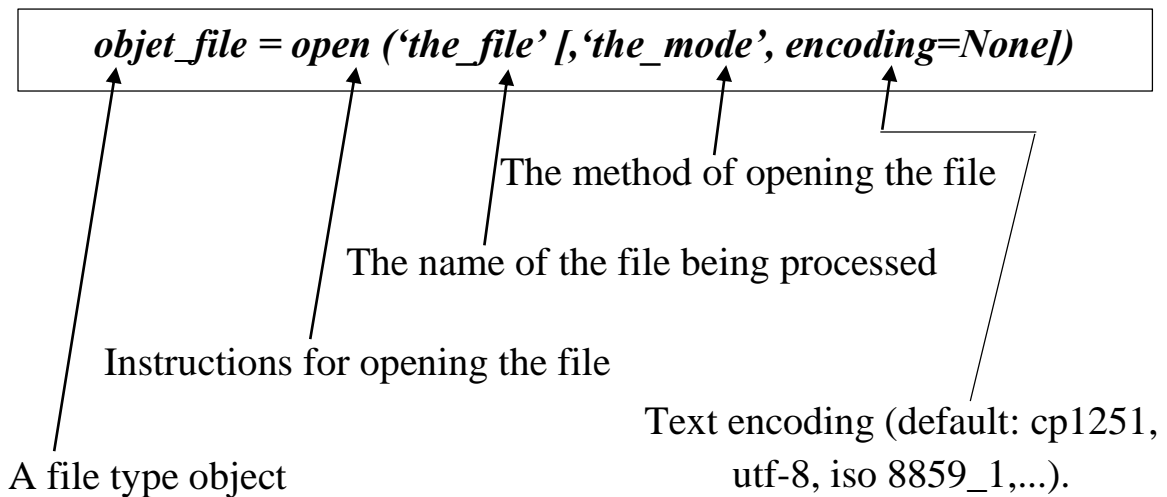 objet_file = open (‘the_file’ [,‘the_mode’, encoding=None])
The method of opening the file
The name of the file being processed
Instructions for opening the file
Text encoding (default: cp1251,
utf-8, iso 8859_1,...).
A file type object